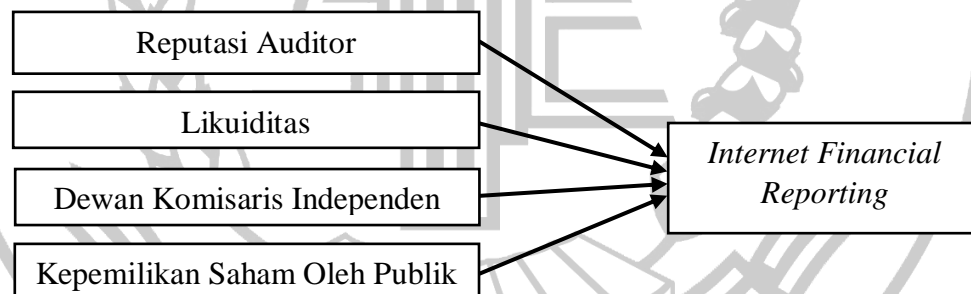 Reputasi Auditor
Likuiditas
Dewan Komisaris Independen
Kepemilikan Saham Oleh Publik
Internet Financial
Reporting